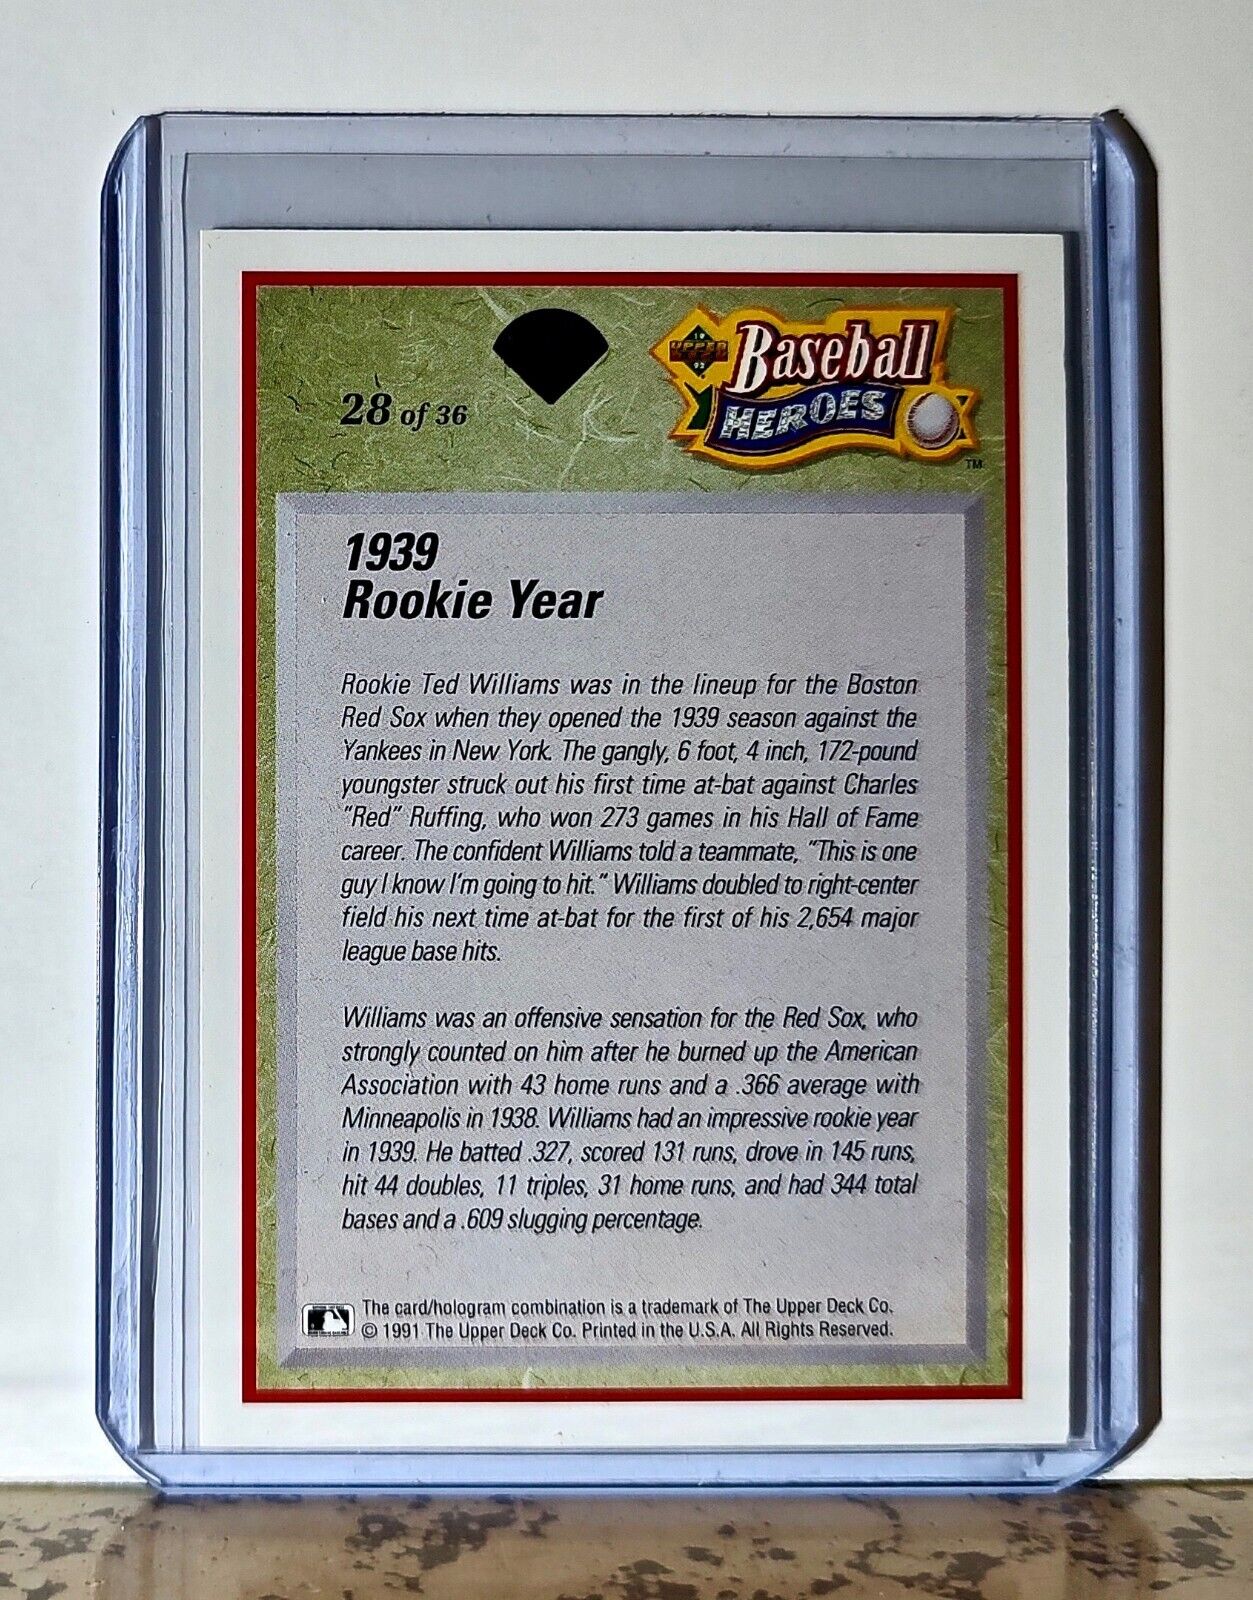 28 of 36
19
UPPER
92
Baseball
HEROES
TM
1939
Rookie Year
Rookie Ted Williams was in the lineup for the Boston
Red Sox when they opened the 1939 season against the
Yankees in New York. The gangly, 6 foot, 4 inch, 172-pound
youngster struck out his first time at-bat against Charles
"Red" Ruffing, who won 273 games in his Hall of Fame
career. The confident Williams told a teammate, "This is one
guy I know I'm going to hit." Williams doubled to right-center
field his next time at-bat for the first of his 2,654 major
league base hits.
Williams was an offensive sensation for the Red Sox, who
strongly counted on him after he burned up the American
Association with 43 home runs and a .366 average with
Minneapolis in 1938. Williams had an impressive rookie year
in 1939. He batted .327, scored 131 runs, drove in 145 runs,
hit 44 doubles, 11 triples, 31 home runs, and had 344 total
bases and a .609 slugging percentage.
The card/hologram combination is a trademark of The Upper Deck Co.
© 1991 The Upper Deck Co. Printed in the U.S.A. All Rights Reserved.